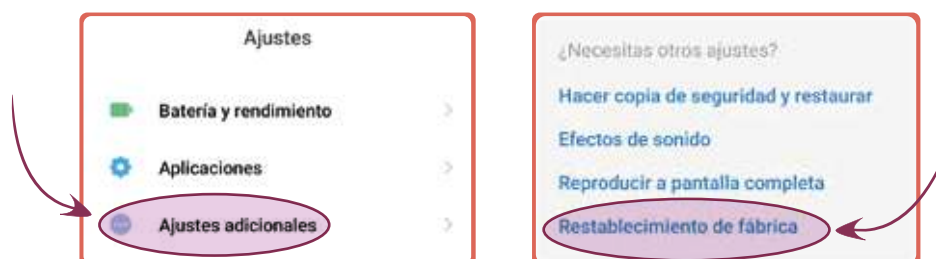 Ajustes
Batería y rendimiento
Aplicaciones
Ajustes adicionales
¿Necesitas otros ajustes?
Hacer copia de seguridad y restaurar
Efectos de sonido
Reproducir a pantalla completa
Restablecimiento de fábrica